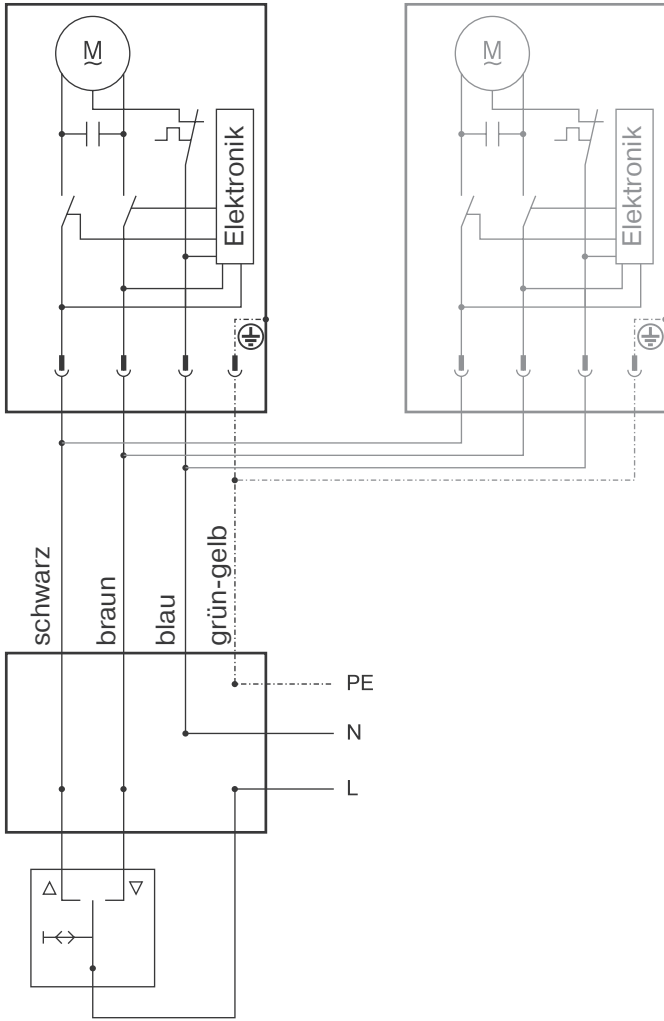 M
~
M
~
Elektronik
Elektronik
schwarz
braun
blau
grün-gelb
PE
N
L